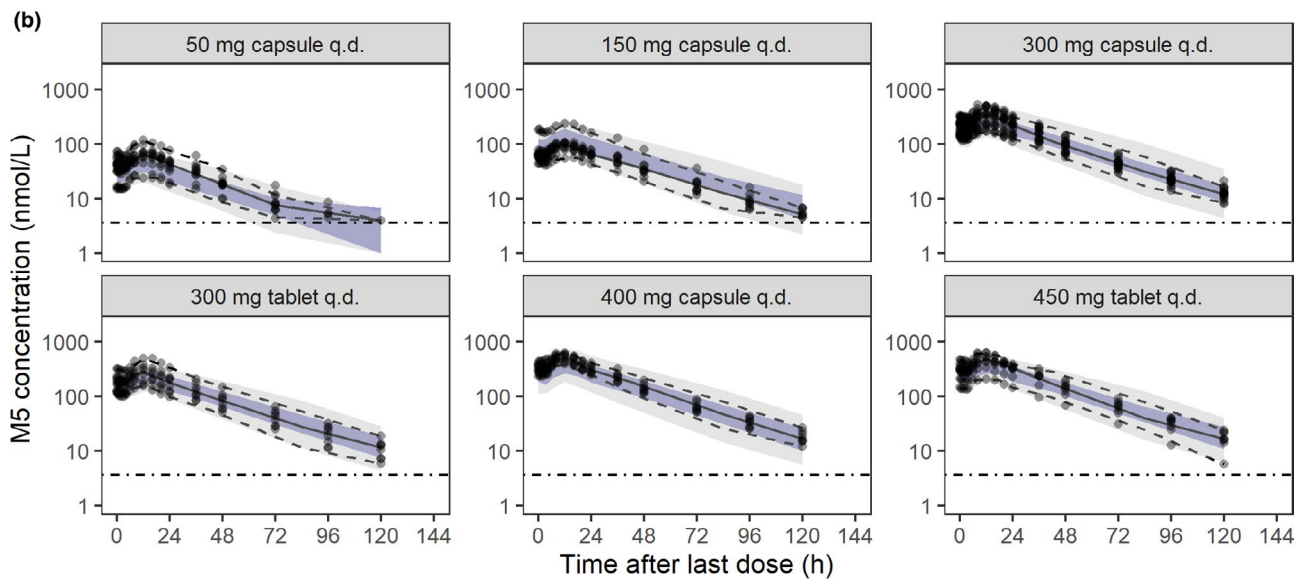 (b)
50 mg capsule q.d.
150 mg capsule q.d.
300 mg capsule q.d.
1000
100
10
1
1000
100
10
1
1000
100
10
1
M5 concentration (nmol/L)
300 mg tablet q.d.
400 mg capsule q.d.
450 mg tablet q.d.
1000
100
10
1
1000
100
10
1
1000
100
10
1
0 24 48 72 96 120 144
0 24 48 72 96 120 144
0 24 48 72 96 120 144
Time after last dose (h)